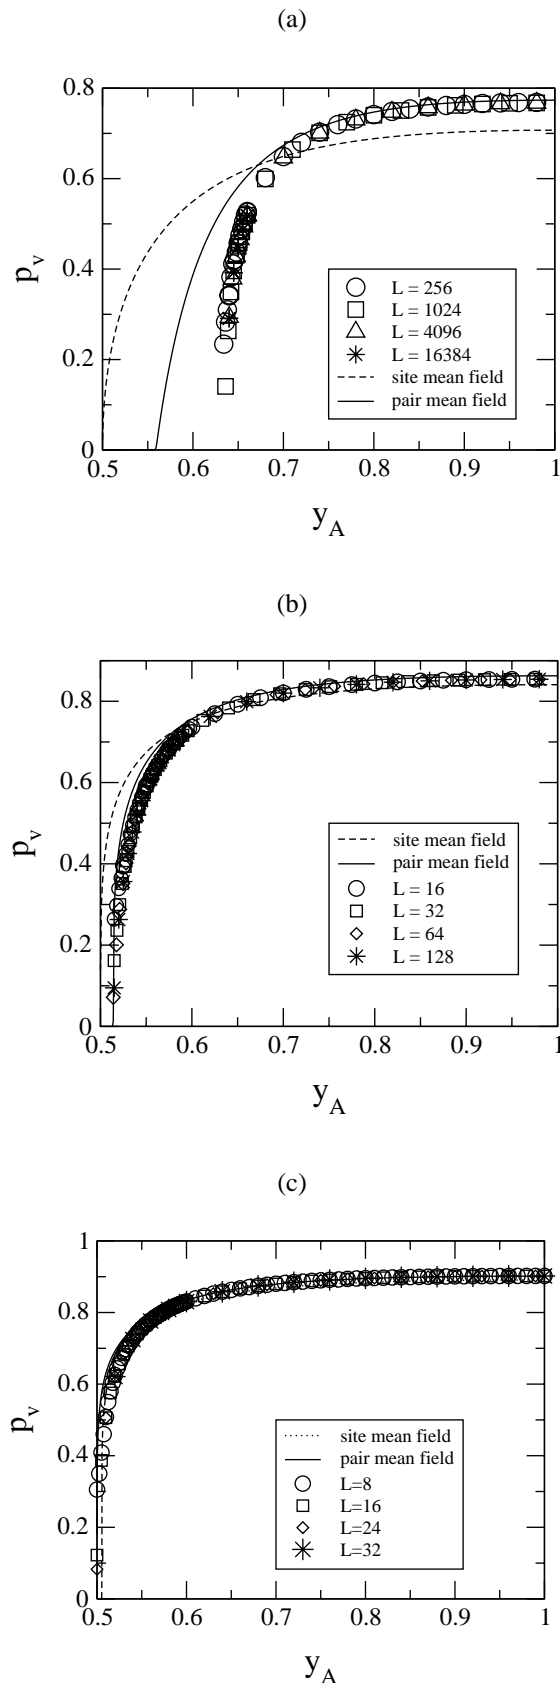 (a)
0.8
0.6
0.4
0.2
0
p_v
L = 256
L = 1024
L = 4096
L = 16384
site mean field
pair mean field
0.5 0.6 0.7 0.8 0.9 1
y_A
(b)
0.8
0.6
0.4
0.2
0
p_v
site mean field
pair mean field
L = 16
L = 32
L = 64
L = 128
0.5 0.6 0.7 0.8 0.9 1
y_A
(c)
1
0.8
0.6
0.4
0.2
0
p_v
site mean field
pair mean field
L=8
L=16
L=24
L=32
0.5 0.6 0.7 0.8 0.9 1
y_A